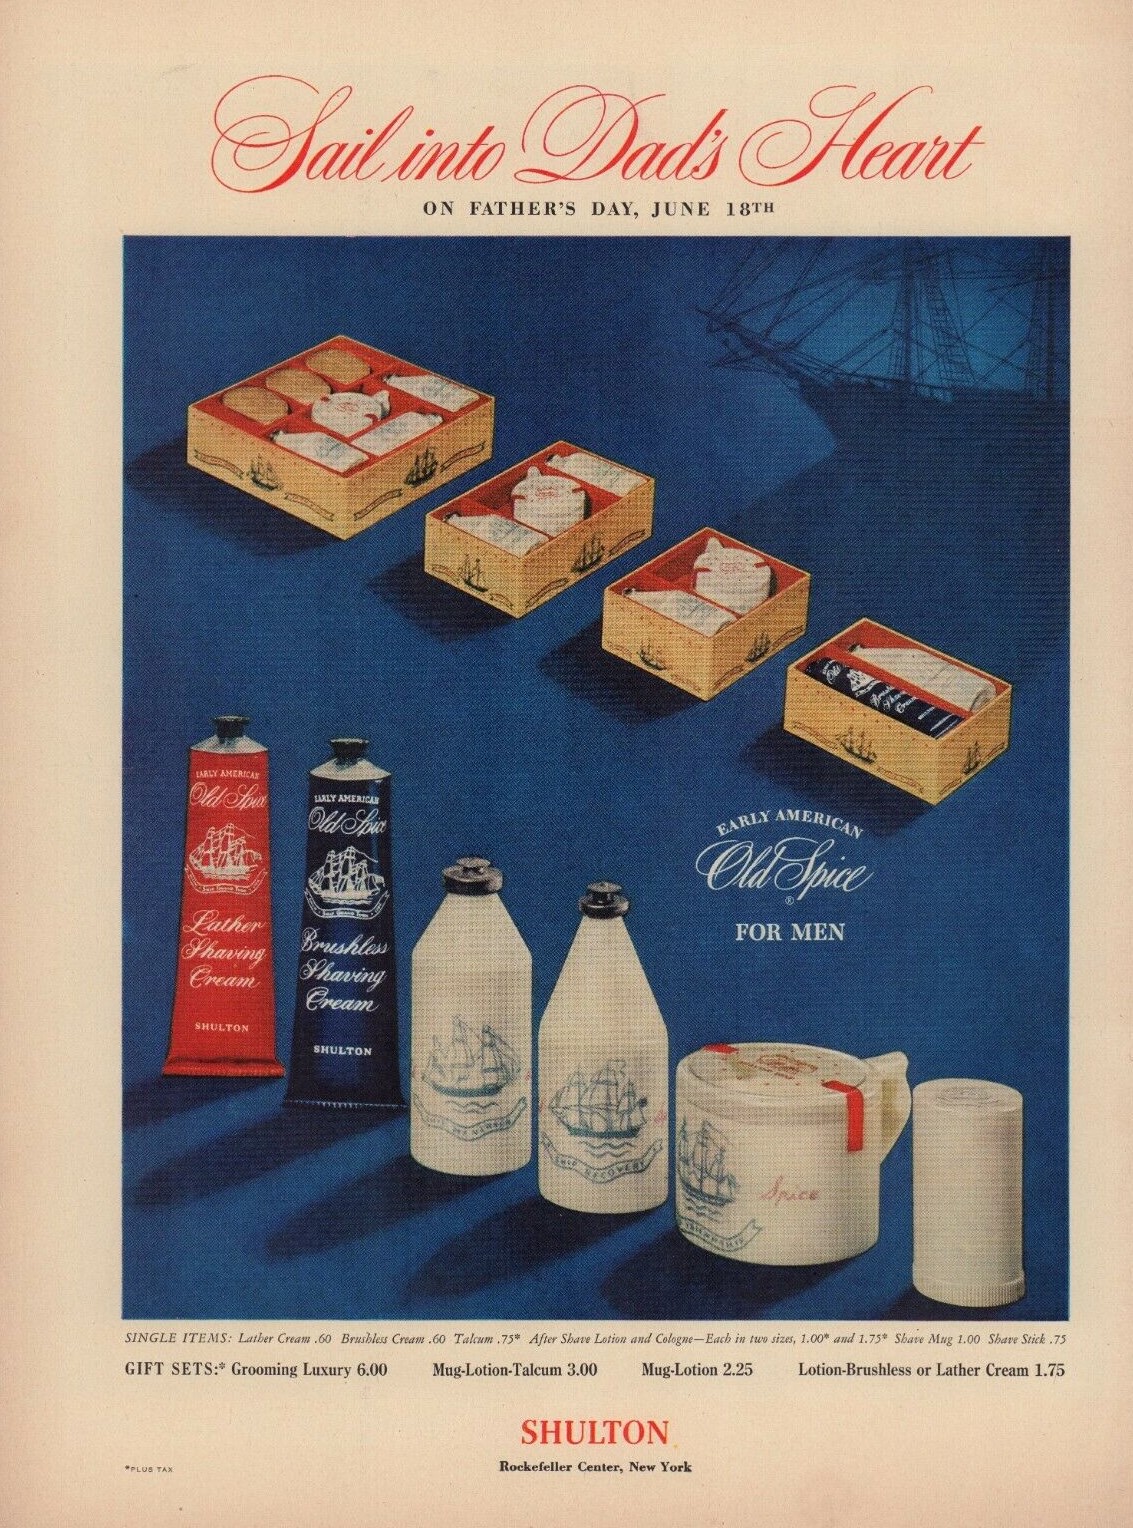 Sail into Dad's Heart
ON FATHER'S DAY, JUNE 18TH
EARLY AMERICAN
Old Spice
Lather
Shaving
Cream
SHULTON
EARLY AMERICAN
Old Spice
Brushless
Shaving
Cream
SHULTON
EARLY AMERICAN
Old Spice
®
FOR MEN
SHIP RECOVERY
Spice
FRIENDSHIP
SINGLE ITEMS: Lather Cream .60 Brushless Cream .60 Talcum .75* After Shave Lotion and Cologne—Each in two sizes, 1.00* and 1.75* Shave Mug 1.00 Shave Stick .75
GIFT SETS:* Grooming Luxury 6.00 Mug-Lotion-Talcum 3.00 Mug-Lotion 2.25 Lotion-Brushless or Lather Cream 1.75
SHULTON
*PLUS TAX
Rockefeller Center, New York